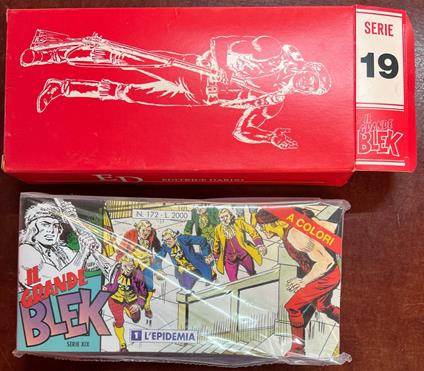 SERIE
19
IL
GRANDE
BLEK
ED
EDITRICE DARDO
N. 172 - L. 2000
A COLORI
IL
GRANDE
BLEK
SERIE XIX
1 L'EPIDEMIA